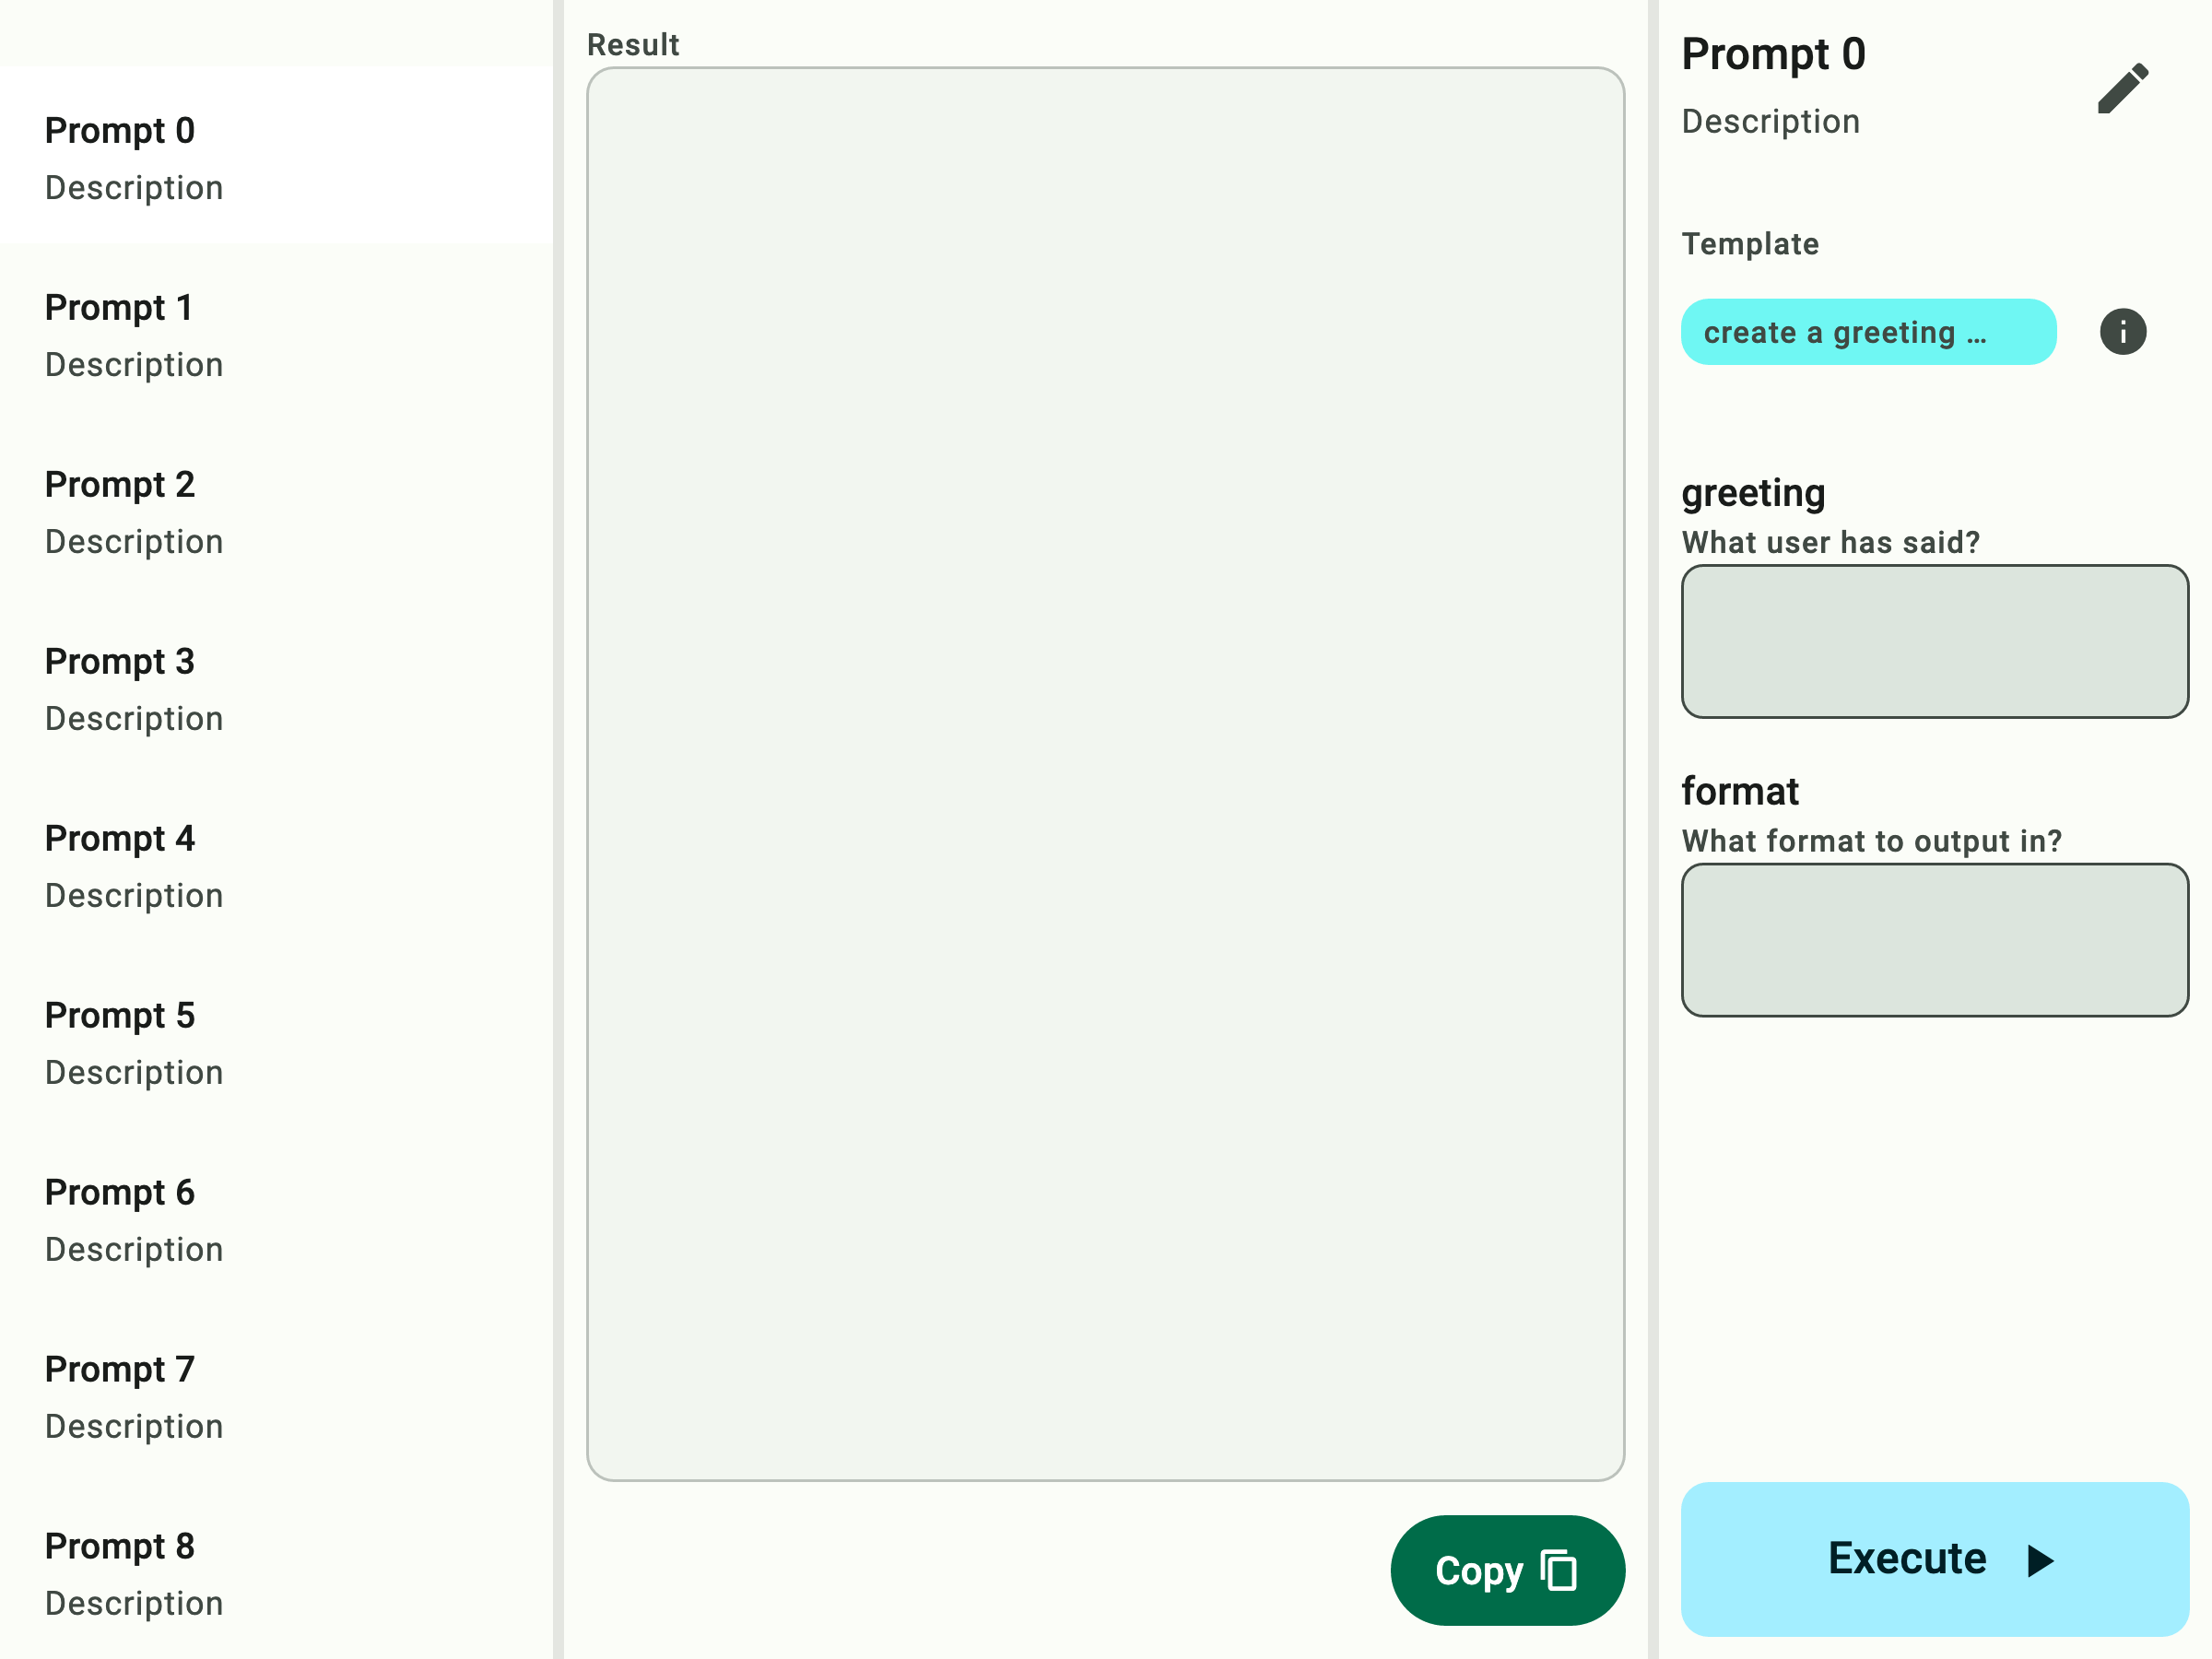 Prompt 0
Description
Prompt 1
Description
Prompt 2
Description
Prompt 3
Description
Prompt 4
Description
Prompt 5
Description
Prompt 6
Description
Prompt 7
Description
Prompt 8
Description
Result
Copy
Prompt 0
Description
Template
create a greeting ...
greeting
What user has said?
format
What format to output in?
Execute